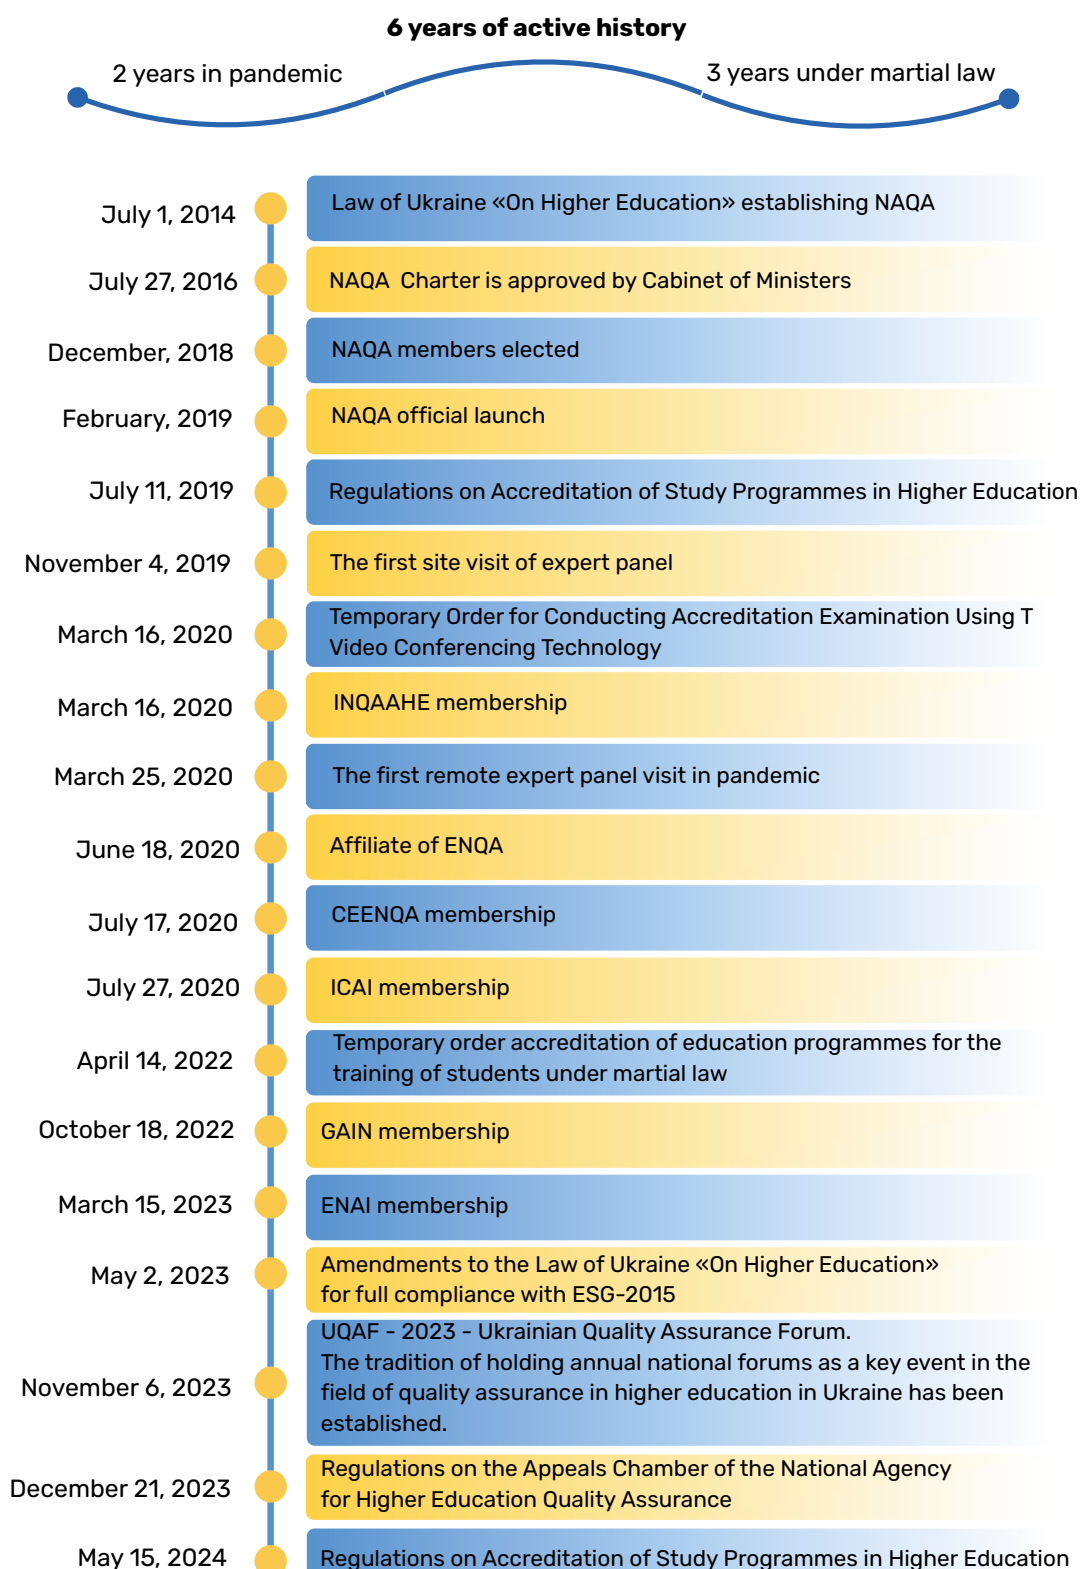 6 years of active history
2 years in pandemic
3 years under martial law
July 1, 2014
Law of Ukraine «On Higher Education» establishing NAQA
July 27, 2016
NAQA Charter is approved by Cabinet of Ministers
December, 2018
NAQA members elected
February, 2019
NAQA official launch
July 11, 2019
Regulations on Accreditation of Study Programmes in Higher Education
November 4, 2019
The first site visit of expert panel
March 16, 2020
Temporary Order for Conducting Accreditation Examination Using T
Video Conferencing Technology
March 16, 2020
INQAAHE membership
March 25, 2020
The first remote expert panel visit in pandemic
June 18, 2020
Affiliate of ENQA
July 17, 2020
CEENQA membership
July 27, 2020
ICAI membership
April 14, 2022
Temporary order accreditation of education programmes for the
training of students under martial law
October 18, 2022
GAIN membership
March 15, 2023
ENAI membership
May 2, 2023
Amendments to the Law of Ukraine «On Higher Education»
for full compliance with ESG-2015
November 6, 2023
UQAF - 2023 - Ukrainian Quality Assurance Forum.
The tradition of holding annual national forums as a key event in the
field of quality assurance in higher education in Ukraine has been
established.
December 21, 2023
Regulations on the Appeals Chamber of the National Agency
for Higher Education Quality Assurance
May 15, 2024
Regulations on Accreditation of Study Programmes in Higher Education